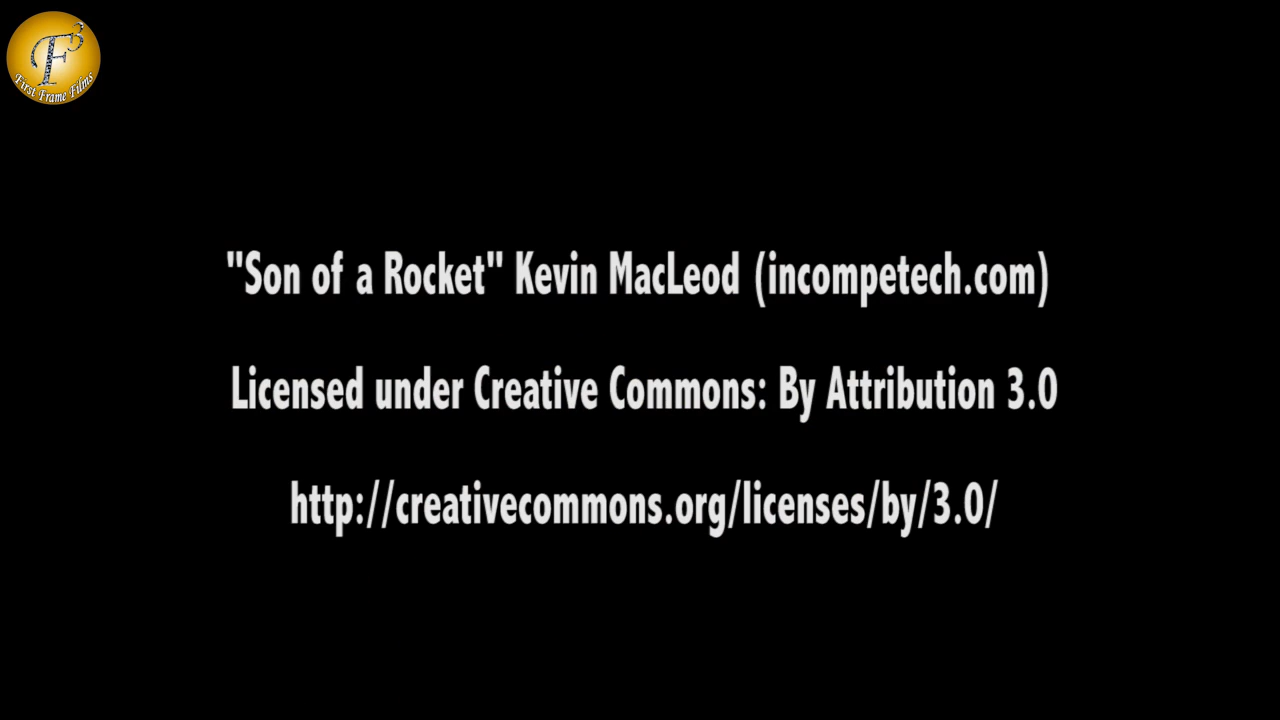 F3
First Frame Films
"Son of a Rocket" Kevin MacLeod (incompetech.com)
Licensed under Creative Commons: By Attribution 3.0
http://creativecommons.org/licenses/by/3.0/